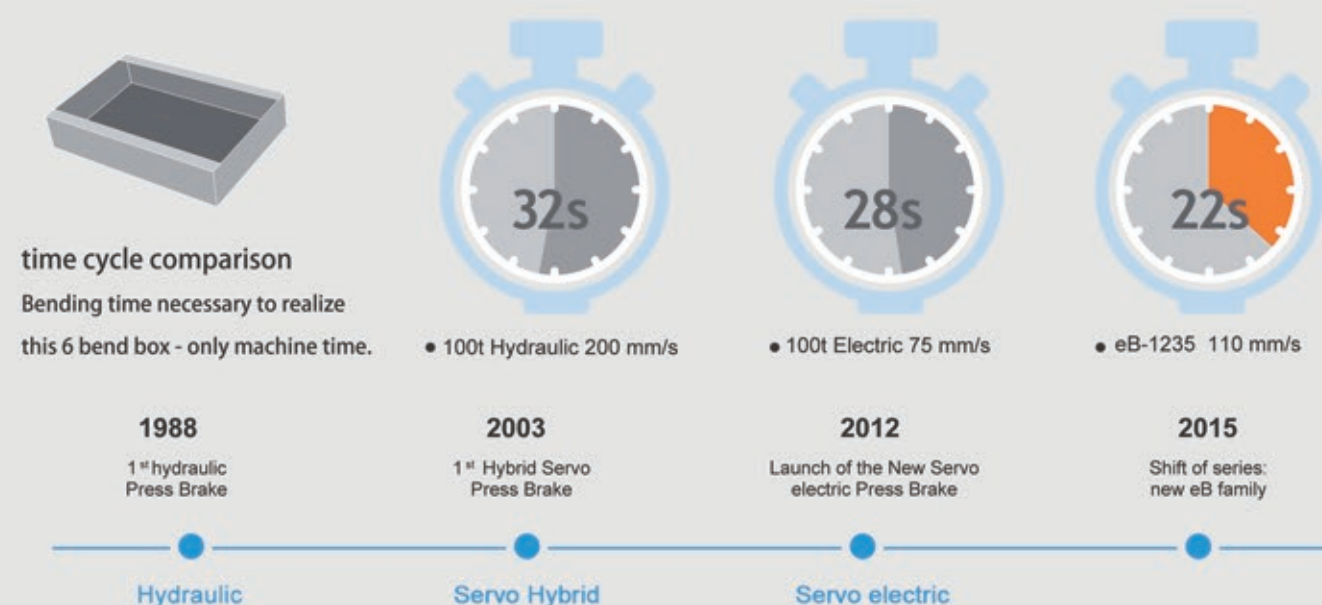 32s
28s
22s
time cycle comparison
Bending time necessary to realize
this 6 bend box - only machine time.
• 100t Hydraulic 200 mm/s
• 100t Electric 75 mm/s
• eB-1235 110 mm/s
1988
1st hydraulic
Press Brake
2003
1st Hybrid Servo
Press Brake
2012
Launch of the New Servo
electric Press Brake
2015
Shift of series:
new eB family
Hydraulic
Servo Hybrid
Servo electric